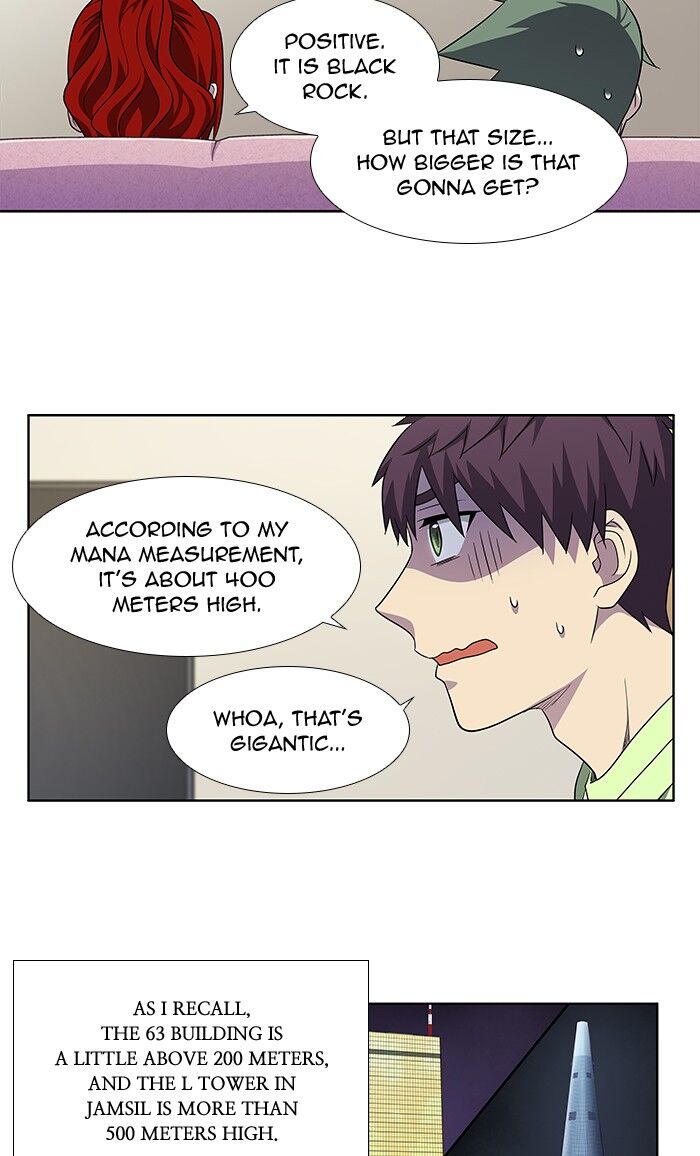 POSITIVE.
IT IS BLACK
ROCK.
BUT THAT SIZE...
HOW BIGGER IS THAT
GONNA GET?
ACCORDING TO MY
MANA MEASUREMENT,
IT'S ABOUT 400
METERS HIGH.
WHOA, THAT'S
GIGANTIC...
AS I RECALL,
THE 63 BUILDING IS
A LITTLE ABOVE 200 METERS,
AND THE L TOWER IN
JAMSIL IS MORE THAN
500 METERS HIGH.